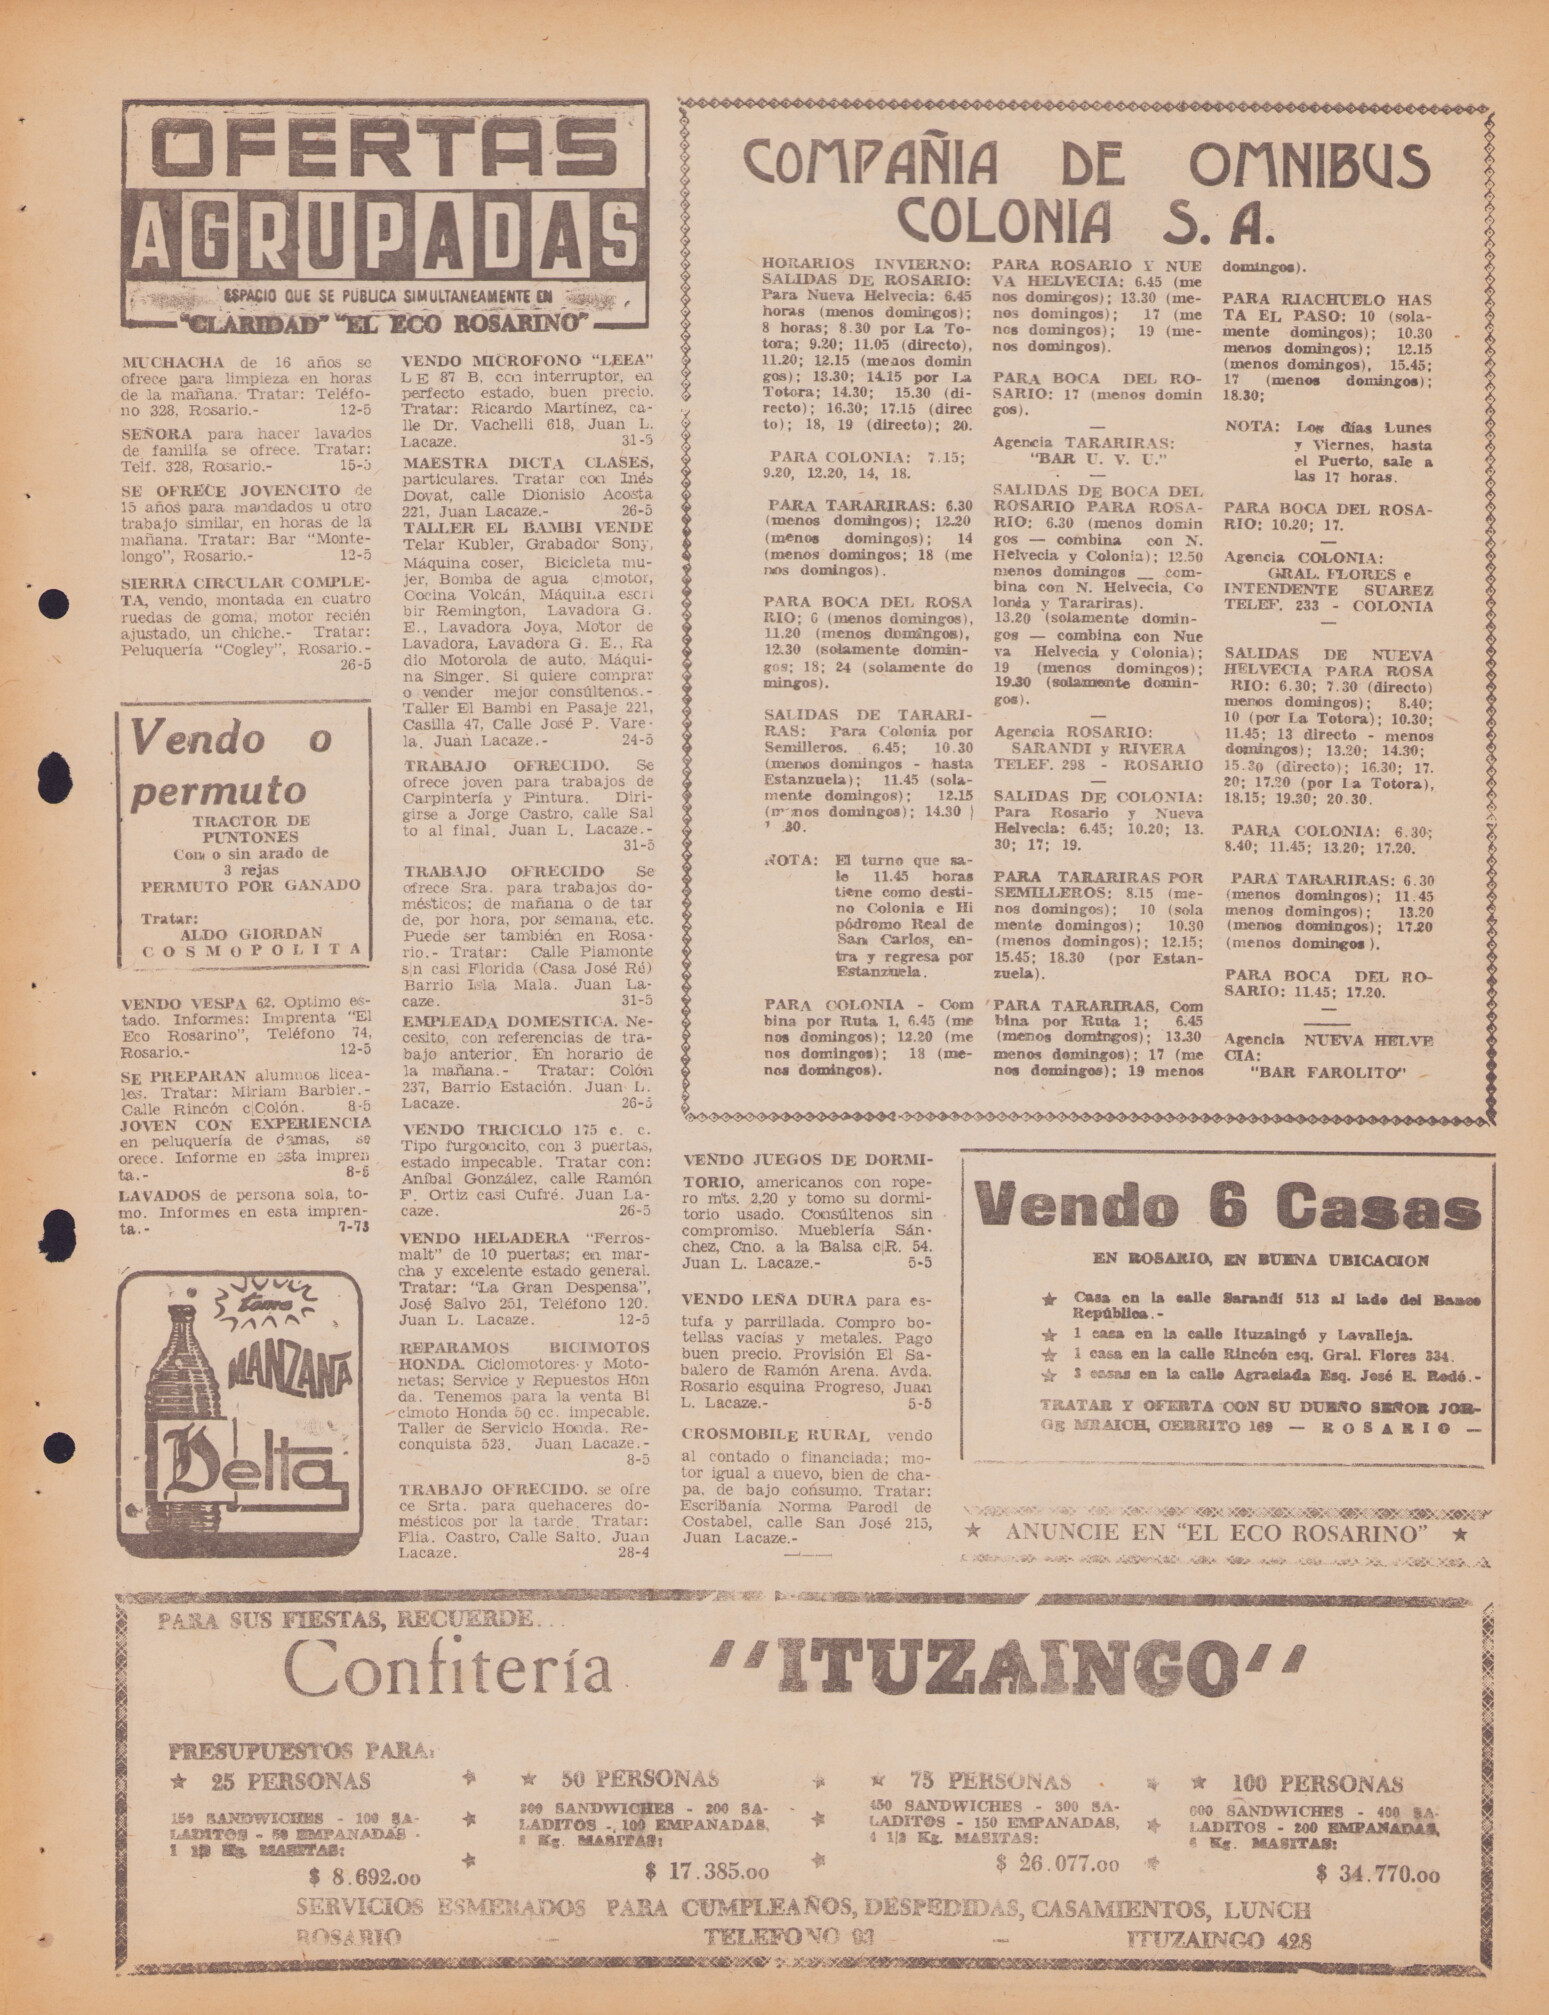 OFERTAS
AGRUPADAS
ESPACIO QUE SE PUBLICA SIMULTANEAMENTE EN
"CLARIDAD" "EL ECO ROSARINO"
MUCHACHA de 16 años se
ofrece para limpieza en horas
de la mañana. Tratar: Teléfo-
no 328, Rosario.- 12-5
SEÑORA para hacer lavados
de familia se ofrece. Tratar:
Telf. 328, Rosario.- 15-5
SE OFRECE JOVENCITO de
15 años para mandados u otro
trabajo similar, en horas de la
mañana. Tratar: Bar "Monte-
longo", Rosario.- 12-5
SIERRA CIRCULAR COMPLE-
TA, vendo, montada en cuatro
ruedas de goma, motor recién
ajustado, un chiche.- Tratar:
Peluquería "Cogley", Rosario.-
26-5
Vendo o
permuto
TRACTOR DE
PUNTONES
Con o sin arado de
3 rejas
PERMUTO POR GANADO
Tratar:
ALDO GIORDAN
COSMOPOLITA
VENDO VESPA 62. Optimo es-
tado. Informes: Imprenta "El
Eco Rosarino", Teléfono 74,
Rosario.- 12-5
SE PREPARAN alumnos licea-
les. Tratar: Miriam Barbier.-
Calle Rincón c|Colón. 8-5
JOVEN CON EXPERIENCIA
en peluquería de damas, se
orece. Informe en esta impren
ta.- 8-5
LAVADOS de persona sola, to-
mo. Informes en esta impren-
ta.- 7-73
tome
MANZANA
Delta
VENDO MICROFONO "LEEA"
L E 87 B, con interruptor, en
perfecto estado, buen precio.
Tratar: Ricardo Martínez, ca-
lle Dr. Vachelli 618, Juan L.
Lacaze. 31-5
MAESTRA DICTA CLASES,
particulares. Tratar con Inés
Dovat, calle Dionisio Acosta
221, Juan Lacaze.- 26-5
TALLER EL BAMBI VENDE
Telar Kubler, Grabador Sony,
Máquina coser, Bicicleta mu-
jer, Bomba de agua c|motor,
Cocina Volcán, Máquina escri
bir Remington, Lavadora G.
E., Lavadora Joya, Motor de
Lavadora, Lavadora G. E., Ra
dio Motorola de auto, Máqui-
na Singer. Si quiere comprar
o vender mejor consúltenos.-
Taller El Bambi en Pasaje 221,
Casilla 47, Calle José P. Vare-
la, Juan Lacaze.- 24-5
TRABAJO OFRECIDO. Se
ofrece joven para trabajos de
Carpintería y Pintura. Diri-
girse a Jorge Castro, calle Sal
to al final. Juan L. Lacaze.-
31-5
TRABAJO OFRECIDO Se
ofrece Sra. para trabajos do-
mésticos; de mañana o de tar
de, por hora, por semana, etc.
Puede ser también en Rosa-
rio.- Tratar: Calle Piamonte
s|n casi Florida (Casa José Ré)
Barrio Isla Mala. Juan La-
caze. 31-5
EMPLEADA DOMESTICA. Ne-
cesito, con referencias de tra-
bajo anterior. En horario de
la mañana.- Tratar: Colón
237, Barrio Estación. Juan L.
Lacaze. 26-5
VENDO TRICICLO 175 c. c.
Tipo furgoncito, con 3 puertas,
estado impecable. Tratar con:
Aníbal González, calle Ramón
F. Ortiz casi Cufré. Juan La-
caze. 26-5
VENDO HELADERA "Ferros-
malt" de 10 puertas; en mar-
cha y excelente estado general.
Tratar: "La Gran Despensa",
José Salvo 251, Teléfono 120.
Juan L. Lacaze. 12-5
REPARAMOS BICIMOTOS
HONDA. Ciclomotores y Moto-
netas; Service y Repuestos Hon
da. Tenemos para la venta Bi
cimoto Honda 50 cc. impecable.
Taller de Servicio Honda. Re-
conquista 523. Juan Lacaze.-
8-5
TRABAJO OFRECIDO. se ofre
ce Srta. para quehaceres do-
mésticos por la tarde. Tratar:
Flia. Castro, Calle Salto, Juan
Lacaze. 28-4
COMPAÑIA DE OMNIBUS
COLONIA S. A.
HORARIOS INVIERNO:
SALIDAS DE ROSARIO:
Para Nueva Helvecia: 6.45
horas (menos domingos);
8 horas; 8.30 por La To-
tora; 9.20; 11.05 (directo),
11.20; 12.15 (menos domin
gos); 13.30; 14.15 por La
Totora; 14.30; 15.30 (di-
recto); 16.30; 17.15 (direc
to); 18, 19 (directo); 20.
PARA COLONIA: 7.15;
9.20, 12.20, 14, 18.
PARA TARARIRAS: 6.30
(menos domingos); 12.20
(menos domingos); 14
(menos domingos; 18 (me
nos domingos).
PARA BOCA DEL ROSA
RIO; 6 (menos domingos),
11.20 (menos domingos),
12.30 (solamente domin-
gos; 18; 24 (solamente do
mingos).
SALIDAS DE TARARI-
RAS: Para Colonia por
Semilleros. 6.45; 10.30
(menos domingos - hasta
Estanzuela); 11.45 (sola-
mente domingos); 12.15
(menos domingos); 14.30
30.
NOTA: El turno que sa-
le 11.45 horas
tiene como desti-
no Colonia e Hi
pódromo Real de
San Carlos, en-
tra y regresa por
Estanzuela.
PARA COLONIA - Com
bina por Ruta 1, 6.45 (me
nos domingos); 12.20 (me
nos domingos); 18 (me-
nos domingos).
PARA ROSARIO Y NUE
VA HELVECIA: 6.45 (me
nos domingos); 13.30 (me-
nos domingos); 17 (me
nos domingos); 19 (me-
nos domingos).
PARA BOCA DEL RO-
SARIO: 17 (menos domin
gos).
—
Agencia TARARIRAS:
"BAR U. V. U."
—
SALIDAS DE BOCA DEL
ROSARIO PARA ROSA-
RIO: 6.30 (menos domin
gos — combina con N.
Helvecia y Colonia); 12.50
menos domingos — com-
bina con N. Helvecia, Co
lonia y Tarariras).
13.20 (solamente domin-
gos — combina con Nue
va Helvecia y Colonia);
19 (menos domingos);
19.30 (solamente domin-
gos).
—
Agencia ROSARIO:
SARANDI y RIVERA
TELEF. 298 - ROSARIO
—
SALIDAS DE COLONIA:
Para Rosario y Nueva
Helvecia: 6.45; 10.20; 13.
30; 17; 19.
PARA TARARIRAS POR
SEMILLEROS: 8.15 (me-
nos domingos); 10 (sola
mente domingos); 10.30
(menos domingos); 12.15;
15.45; 18.30 (por Estan-
zuela).
PARA TARARIRAS, Com
bina por Ruta 1; 6.45
(menos domingos); 13.30
menos domingos); 17 (me
nos domingos); 19 menos
domingos).
PARA RIACHUELO HAS
TA EL PASO: 10 (sola-
mente domingos); 10.30
menos domingos); 12.15
(menos domingos), 15.45;
17 (menos domingos);
18.30;
NOTA: Los días Lunes
y Viernes, hasta
el Puerto, sale a
las 17 horas.
PARA BOCA DEL ROSA-
RIO: 10.20; 17.
—
Agencia COLONIA:
GRAL. FLORES e
INTENDENTE SUAREZ
TELEF. 233 - COLONIA
—
SALIDAS DE NUEVA
HELVECIA PARA ROSA
RIO: 6.30; 7.30 (directo)
menos domingos); 8.40;
10 (por La Totora); 10.30;
11.45; 13 directo - menos
domingos); 13.20; 14.30;
15.30 (directo); 16.30; 17.
20; 17.20 (por La Totora),
18.15; 19.30; 20.30.
PARA COLONIA: 6.30;
8.40; 11.45; 13.20; 17.20.
PARA TARARIRAS: 6.30
(menos domingos); 11.45
menos domingos); 13.20
(menos domingos), 17.20
(menos domingos).
PARA BOCA DEL RO-
SARIO: 11.45; 17.20.
—
Agencia NUEVA HELVE
CIA:
"BAR FAROLITO"
VENDO JUEGOS DE DORMI-
TORIO, americanos con rope-
ro mts. 2,20 y tomo su dormi-
torio usado. Consúltenos sin
compromiso. Mueblería Sán-
chez, Cno. a la Balsa c|R. 54.
Juan L. Lacaze.- 5-5
VENDO LEÑA DURA para es-
tufa y parrillada. Compro bo-
tellas vacías y metales. Pago
buen precio. Provisión El Sa-
balero de Ramón Arena. Avda.
Rosario esquina Progreso, Juan
L. Lacaze.- 5-5
CROSMOBILE RURAL vendo
al contado o financiada; mo-
tor igual a nuevo, bien de cha-
pa, de bajo consumo. Tratar:
Escribanía Norma Parodi de
Costabel, calle San José 215,
Juan Lacaze.-
Vendo 6 Casas
EN ROSARIO, EN BUENA UBICACION
★ Casa en la calle Sarandí 513 al lado del Banco
República.-
★ 1 casa en la calle Ituzaingó y Lavalleja.
★ 1 casa en la calle Rincón esq. Gral. Flores 334.
★ 3 casas en la calle Agraciada Esq. José E. Rodó.-
TRATAR Y OFERTA CON SU DUEÑO SEÑOR JOR-
GE MRAICH, CERRITO 169 — ROSARIO —
★ ANUNCIE EN "EL ECO ROSARINO" ★
PARA SUS FIESTAS, RECUERDE...
Confitería "ITUZAINGO"
PRESUPUESTOS PARA:
★ 25 PERSONAS
150 SANDWICHES - 100 SA-
LADITOS - 50 EMPANADAS -
1 1|2 Kg. MASITAS:
$ 8.692.oo
★ 50 PERSONAS
300 SANDWICHES - 200 SA-
LADITOS - 100 EMPANADAS,
Kg. MASITAS:
$ 17.385.oo
★ 75 PERSONAS
450 SANDWICHES - 300 SA-
LADITOS - 150 EMPANADAS,
4 1|2 Kg. MASITAS:
$ 26.077.oo
★ 100 PERSONAS
600 SANDWICHES - 400 SA-
LADITOS - 200 EMPANADAS,
6 Kg. MASITAS:
$ 34.770.oo
SERVICIOS ESMERADOS PARA CUMPLEAÑOS, DESPEDIDAS, CASAMIENTOS, LUNCH
ROSARIO - TELEFONO 93 - ITUZAINGO 428